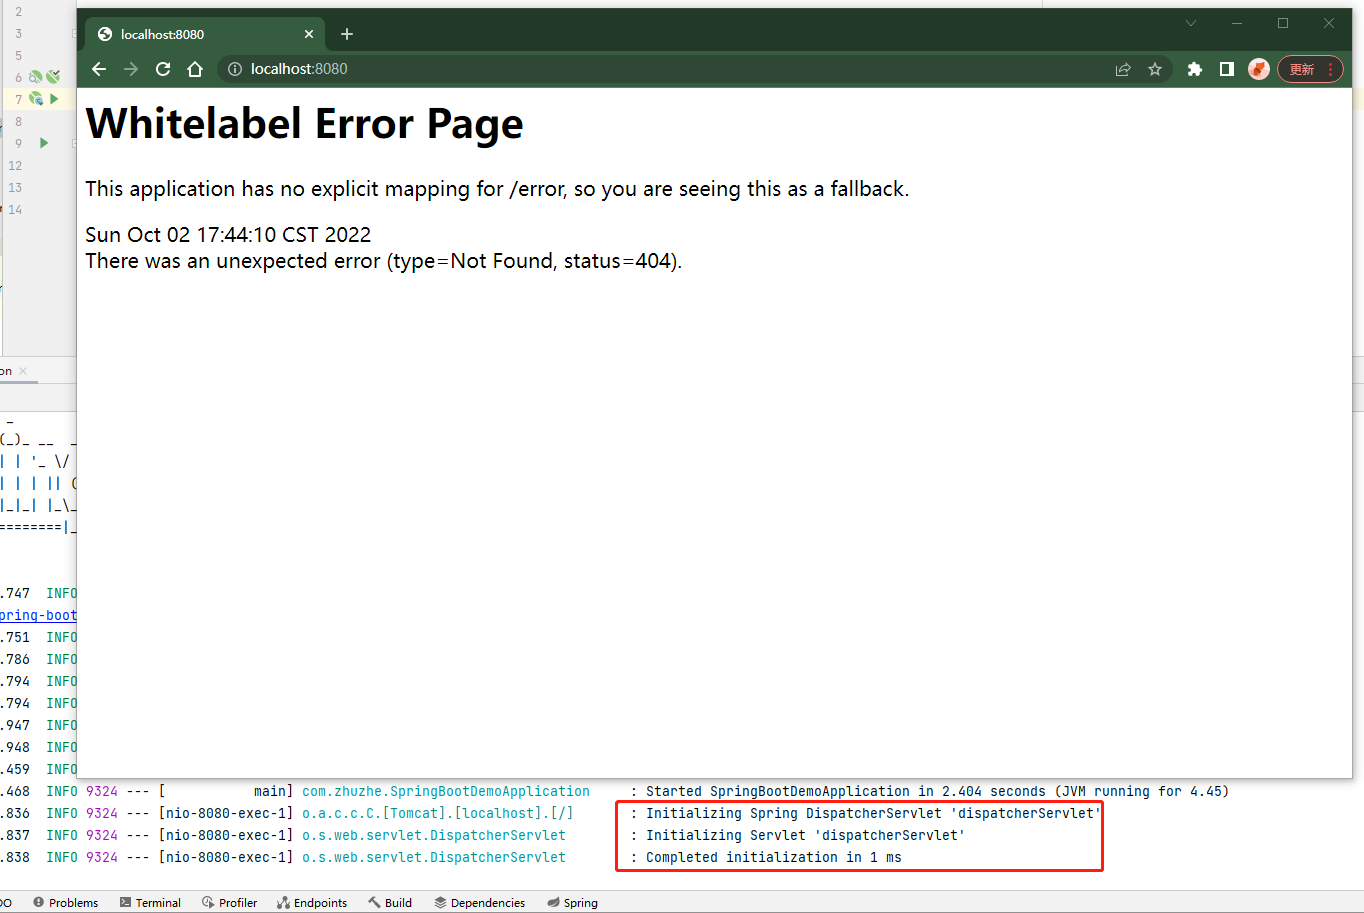 localhost:8080
localhost:8080
更新
2
3
5
6
7
8
9
12
13
14
Whitelabel Error Page
This application has no explicit mapping for /error, so you are seeing this as a fallback.
Sun Oct 02 17:44:10 CST 2022
There was an unexpected error (type=Not Found, status=404).
on
.747 INFO
pring-boot
.751 INFO
.786 INFO
.794 INFO
.794 INFO
.947 INFO
.948 INFO
.459 INFO
.468 INFO 9324 --- [ main] com.zhuzhe.SpringBootDemoApplication : Started SpringBootDemoApplication in 2.404 seconds (JVM running for 4.45)
.836 INFO 9324 --- [nio-8080-exec-1] o.a.c.c.C.[Tomcat].[localhost].[/] : Initializing Spring DispatcherServlet 'dispatcherServlet'
.837 INFO 9324 --- [nio-8080-exec-1] o.s.web.servlet.DispatcherServlet : Initializing Servlet 'dispatcherServlet'
.838 INFO 9324 --- [nio-8080-exec-1] o.s.web.servlet.DispatcherServlet : Completed initialization in 1 ms
DO Problems Terminal Profiler Endpoints Build Dependencies Spring